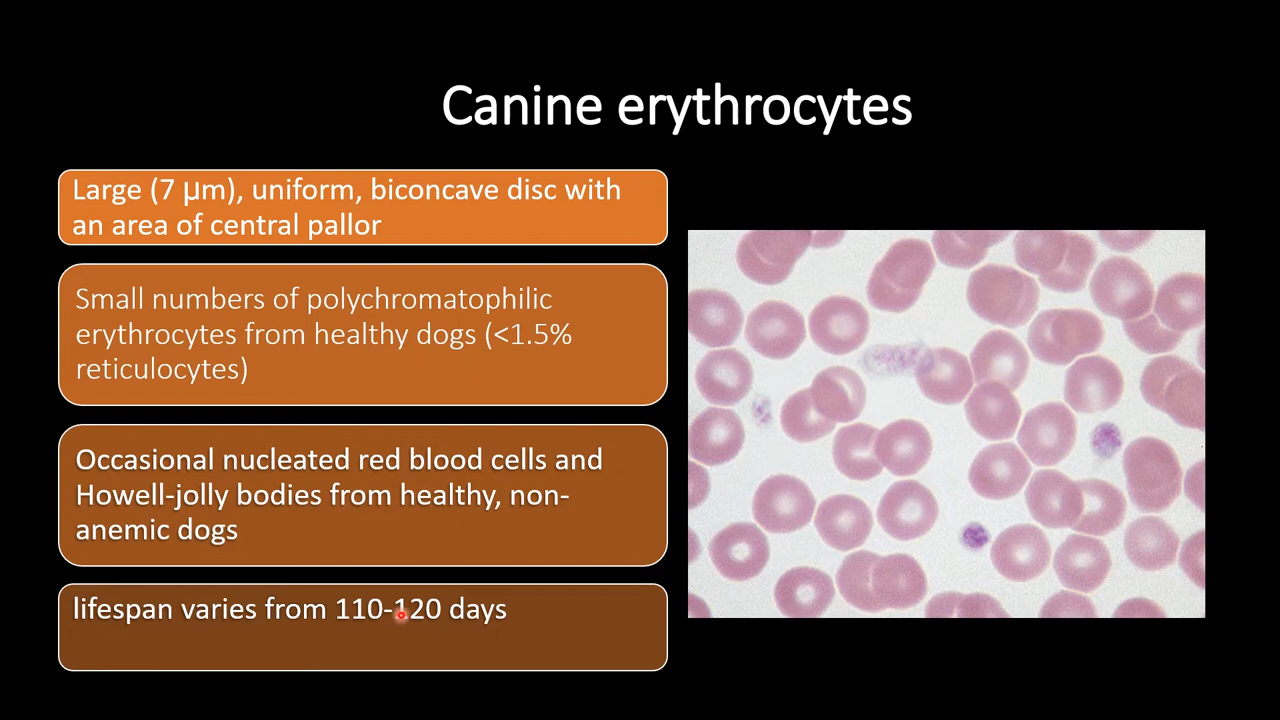 Canine erythrocytes
Large (7 µm), uniform, biconcave disc with
an area of central pallor
Small numbers of polychromatophilic
erythrocytes from healthy dogs (<1.5%
reticulocytes)
Occasional nucleated red blood cells and
Howell-jolly bodies from healthy, non-
anemic dogs
lifespan varies from 110-120 days